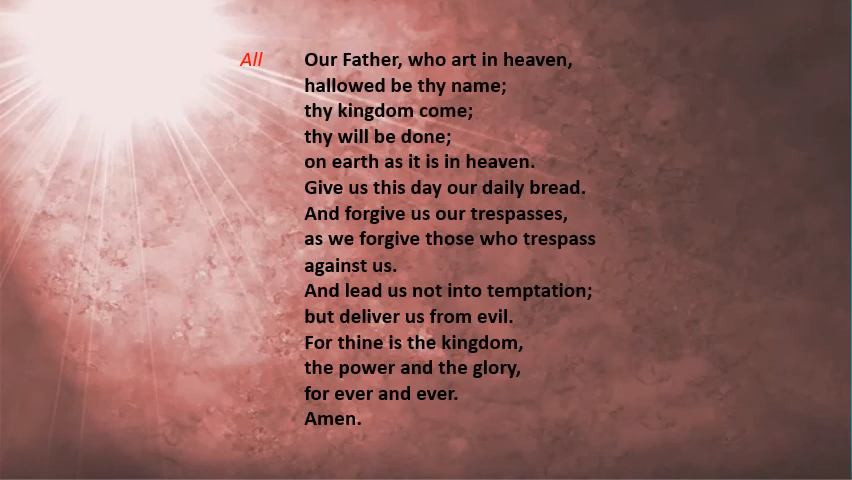 All Our Father, who art in heaven,
hallowed be thy name;
thy kingdom come;
thy will be done;
on earth as it is in heaven.
Give us this day our daily bread.
And forgive us our trespasses,
as we forgive those who trespass
against us.
And lead us not into temptation;
but deliver us from evil.
For thine is the kingdom,
the power and the glory,
for ever and ever.
Amen.